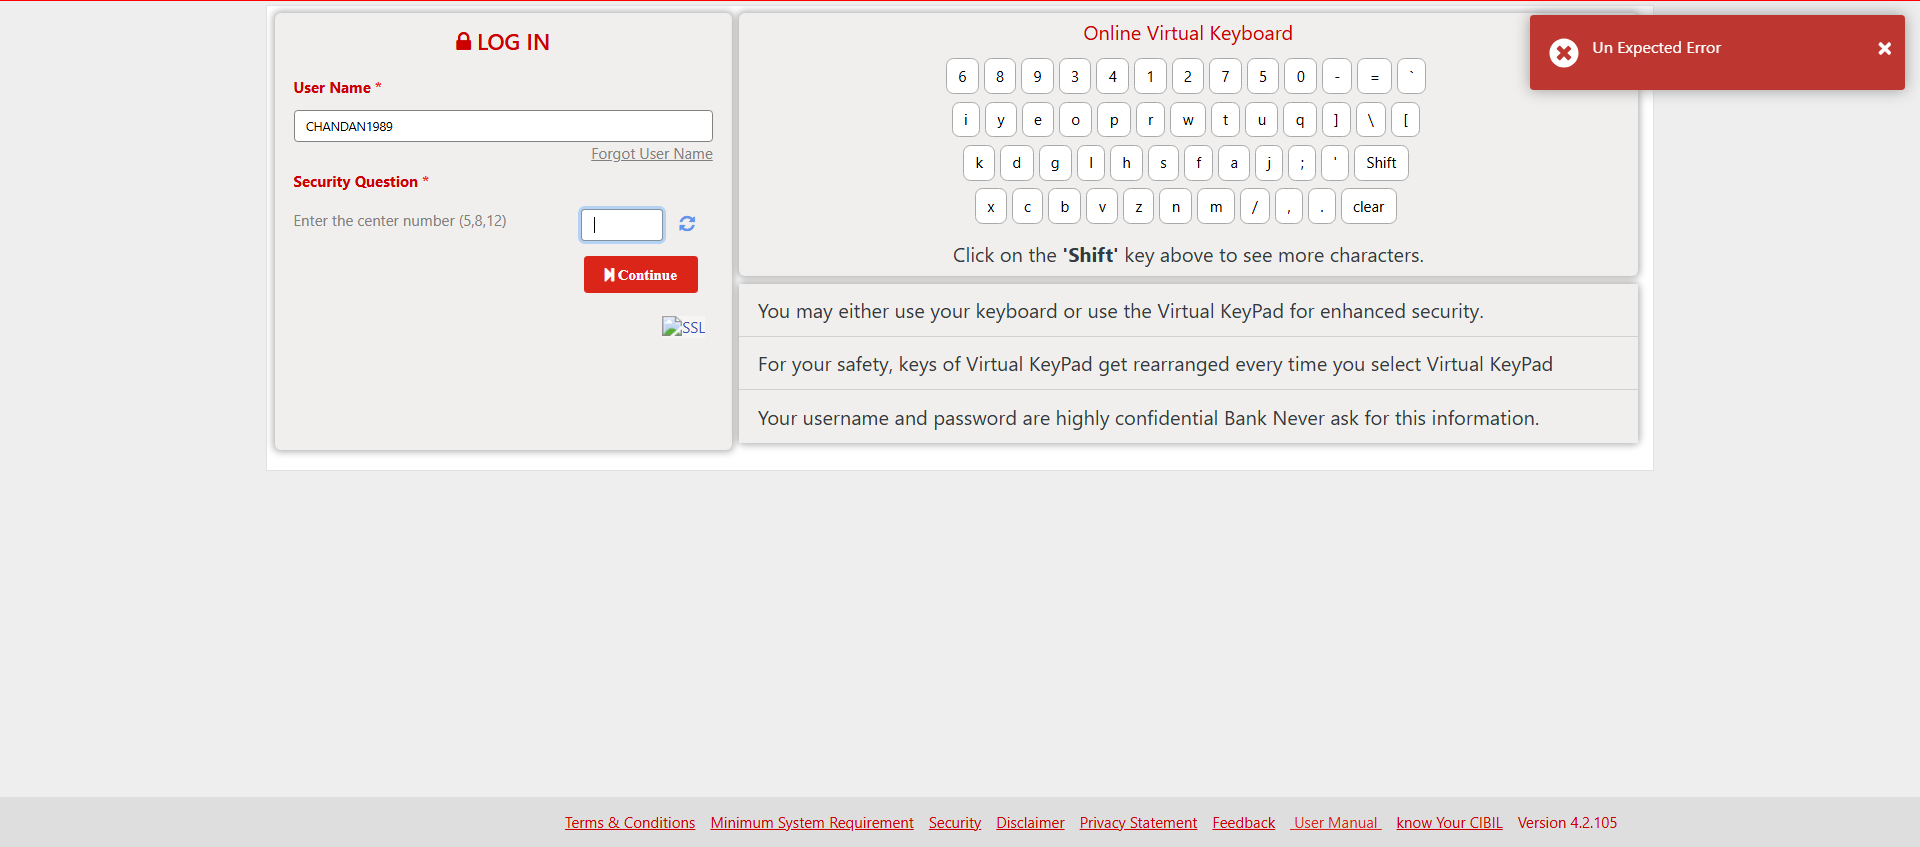 LOG IN
User Name *
CHANDAN1989
Forgot User Name
Security Question *
Enter the center number (5,8,12)
Continue
SSL
Online Virtual Keyboard
6 8 9 3 4 1 2 7 5 0 - = `
i y e o p r w t u q ] \ [
k d g l h s f a j ; ' Shift
x c b v z n m / , . clear
Click on the 'Shift' key above to see more characters.
You may either use your keyboard or use the Virtual KeyPad for enhanced security.
For your safety, keys of Virtual KeyPad get rearranged every time you select Virtual KeyPad
Your username and password are highly confidential Bank Never ask for this information.
Un Expected Error
Terms & Conditions Minimum System Requirement Security Disclaimer Privacy Statement Feedback User Manual know Your CIBIL Version 4.2.105